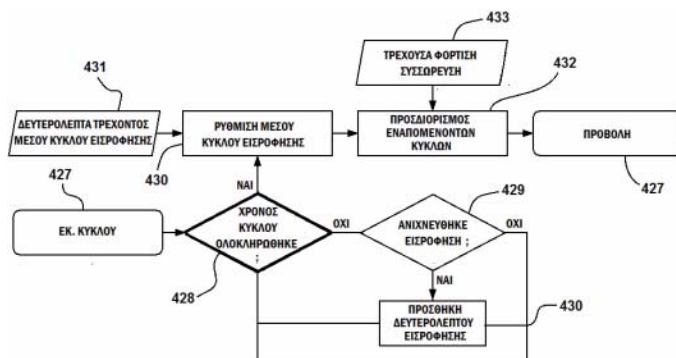 433
ΤΡΕΧΟΥΣΑ ΦΟΡΤΙΣΗ
ΣΥΣΣΩΡΕΥΣΗ
431
432
ΔΕΥΤΕΡΟΛΕΠΤΑ ΤΡΕΧΟΝΤΟΣ
ΜΕΣΟΥ ΚΥΚΛΟΥ ΕΙΣΡΟΦΗΣΗΣ
ΡΥΘΜΙΣΗ ΜΕΣΟΥ
ΚΥΚΛΟΥ ΕΙΣΡΟΦΗΣΗΣ
ΠΡΟΣΔΙΟΡΙΣΜΟΣ
ΕΝΑΠΟΜΕΝΟΝΤΩΝ
ΚΥΚΛΩΝ
ΠΡΟΒΟΛΗ
430
427
427
ΝΑΙ
429
ΕΚ. ΚΥΚΛΟΥ
ΧΡΟΝΟΣ
ΚΥΚΛΟΥ
ΟΛΟΚΛΗΡΩΘΗΚΕ
;
ΟΧΙ
ΑΝΙΧΝΕΥΘΗΚΕ
ΕΙΣΡΟΦΗΣΗ ;
ΟΧΙ
428
ΝΑΙ
ΠΡΟΣΘΗΚΗ
ΔΕΥΤΕΡΟΛΕΠΤΟΥ
ΕΙΣΡΟΦΗΣΗΣ
430